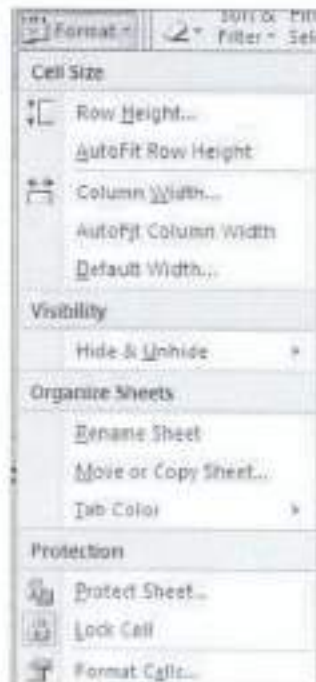 Format
Filter
Cell Size
Row Height...
AutoFit Row Height
Column Width...
AutoFit Column Width
Default Width...
Visibility
Hide & Unhide
Organize Sheets
Rename Sheet
Move or Copy Sheet...
Tab Color
Protection
Protect Sheet...
Lock Cell
Format Cells...